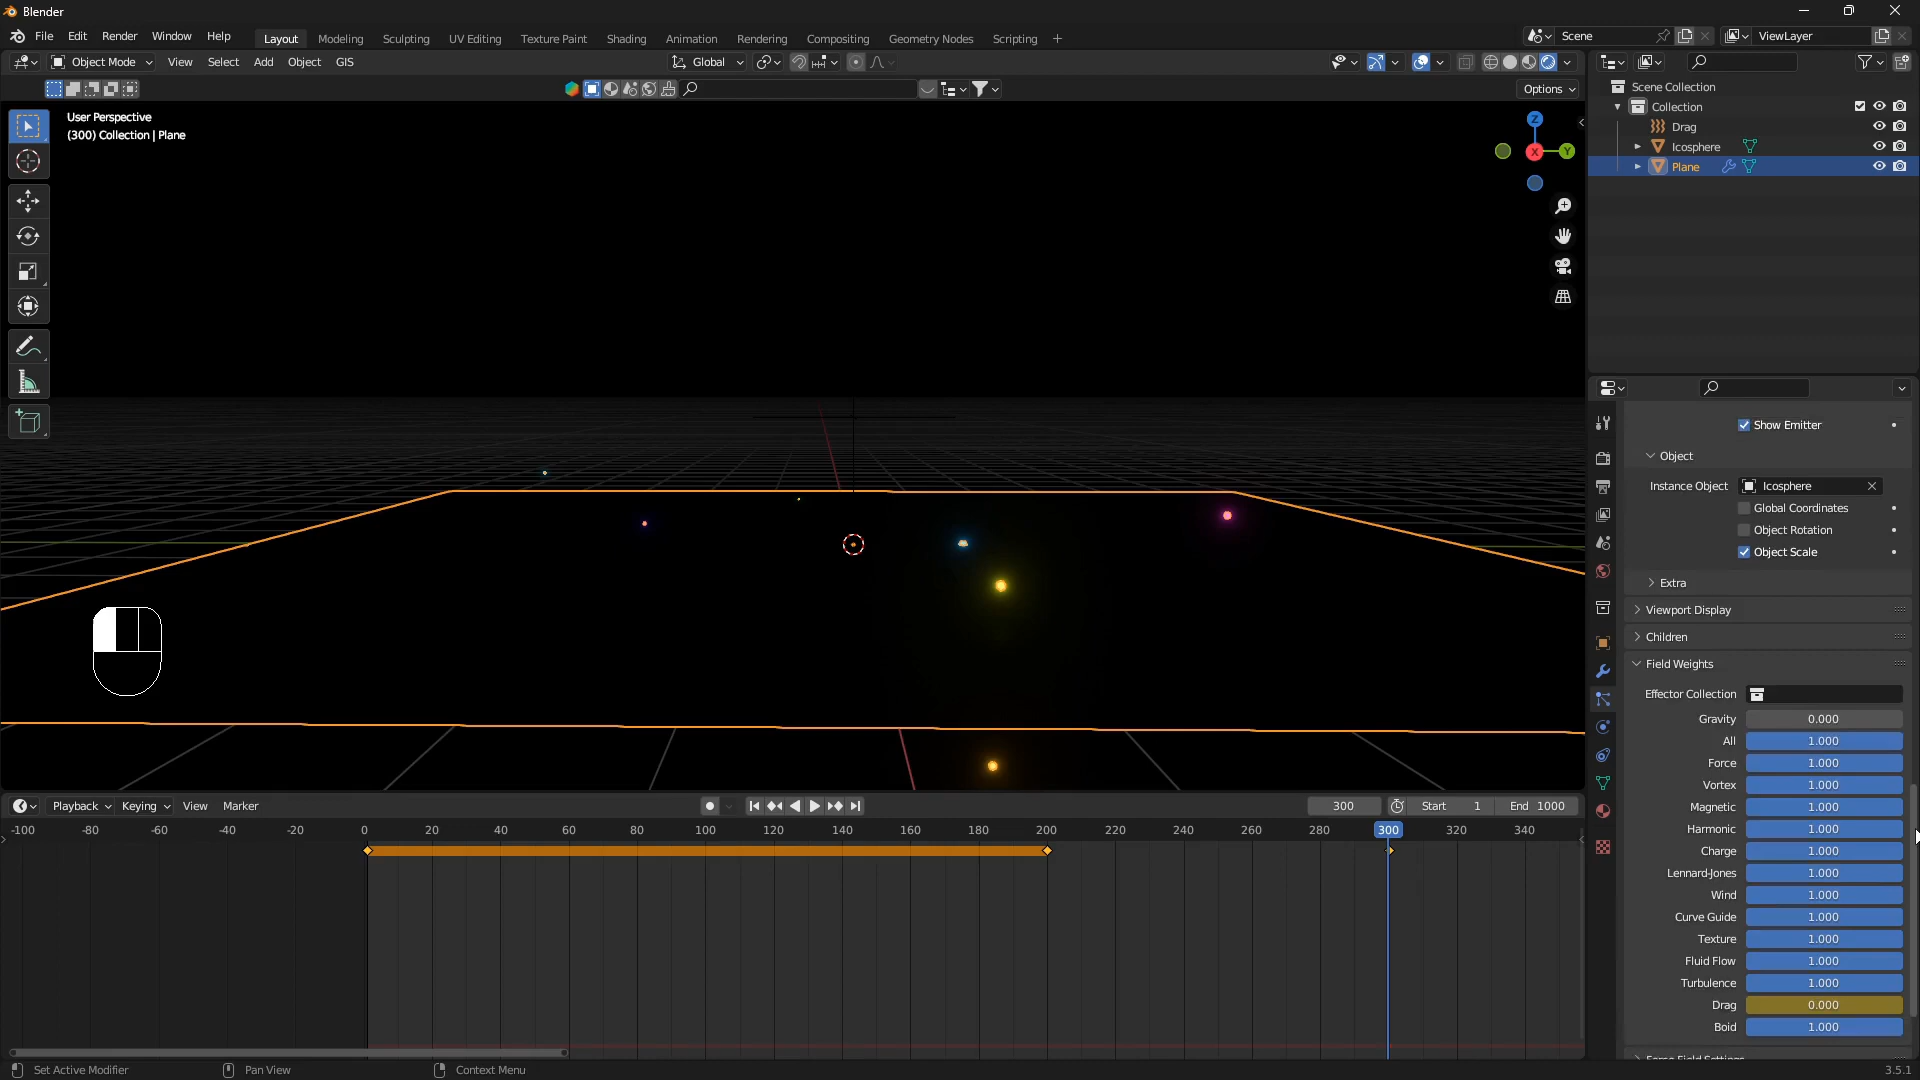 Blender
File Edit Render Window Help Layout Modeling Sculpting UV Editing Texture Paint Shading Animation Rendering Compositing Geometry Nodes Scripting + Scene ViewLayer
Object Mode View Select Add Object GIS Global
Options
User Perspective
(300) Collection | Plane
Z
X
Y
Scene Collection
Collection
Drag
Icosphere
Plane
Show Emitter
Object
Instance Object Icosphere
Global Coordinates
Object Rotation
Object Scale
Extra
Viewport Display
Children
Field Weights
Effector Collection
Gravity 0.000
All 1.000
Force 1.000
Vortex 1.000
Magnetic 1.000
Harmonic 1.000
Charge 1.000
Lennard-Jones 1.000
Wind 1.000
Curve Guide 1.000
Texture 1.000
Fluid Flow 1.000
Turbulence 1.000
Drag 0.000
Boid 1.000
Force Field Settings
Playback Keying View Marker 300 Start 1 End 1000
-100 -80 -60 -40 -20 0 20 40 60 80 100 120 140 160 180 200 220 240 260 280 300 320 340
Set Active Modifier Pan View Context Menu 3.5.1